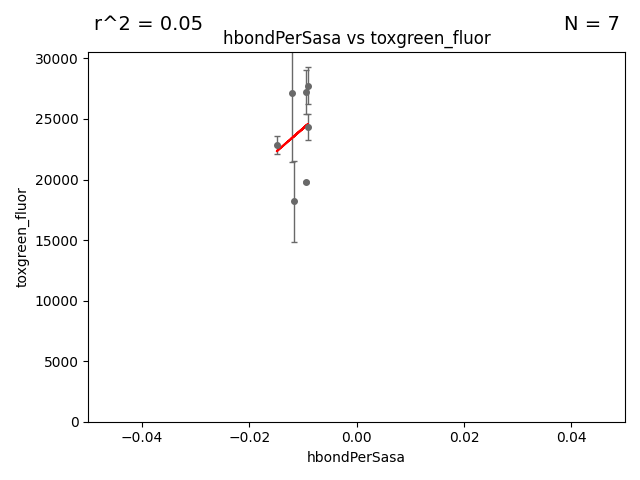 r^2 = 0.05
N = 7
hbondPerSasa vs toxgreen_fluor
30000
25000
20000
15000
10000
5000
0
toxgreen_fluor
−0.04
−0.02
0.00
0.02
0.04
hbondPerSasa